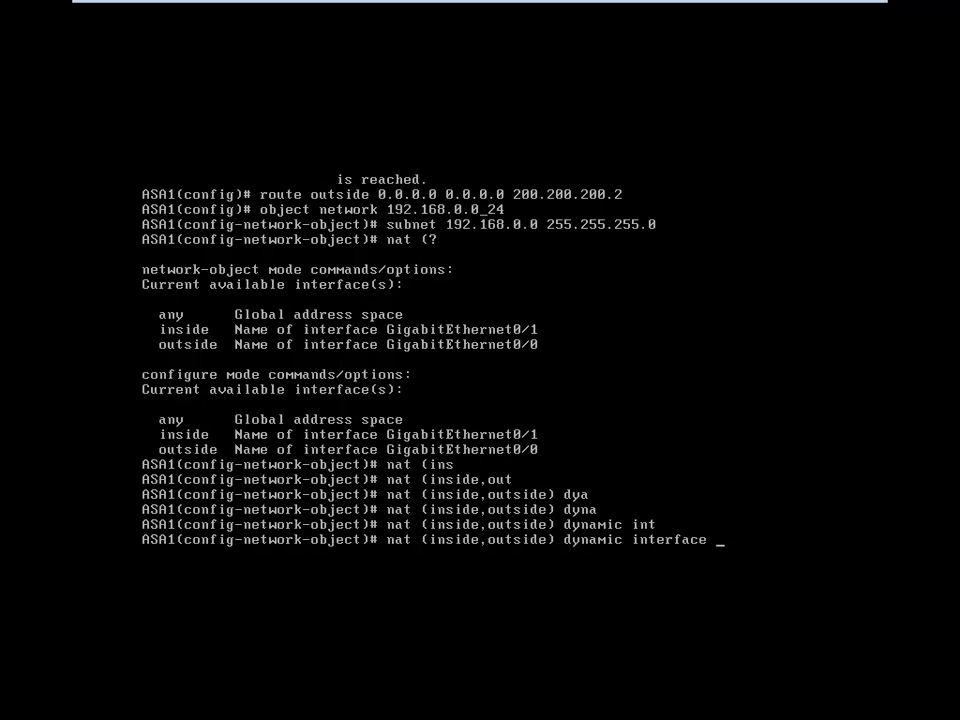 is reached.
ASA1(config)# route outside 0.0.0.0 0.0.0.0 200.200.200.2
ASA1(config)# object network 192.168.0.0_24
ASA1(config-network-object)# subnet 192.168.0.0 255.255.255.0
ASA1(config-network-object)# nat (?
network-object mode commands/options:
Current available interface(s):
any Global address space
inside Name of interface GigabitEthernet0/1
outside Name of interface GigabitEthernet0/0
configure mode commands/options:
Current available interface(s):
any Global address space
inside Name of interface GigabitEthernet0/1
outside Name of interface GigabitEthernet0/0
ASA1(config-network-object)# nat (ins
ASA1(config-network-object)# nat (inside,out
ASA1(config-network-object)# nat (inside,outside) dya
ASA1(config-network-object)# nat (inside,outside) dyna
ASA1(config-network-object)# nat (inside,outside) dynamic int
ASA1(config-network-object)# nat (inside,outside) dynamic interface _